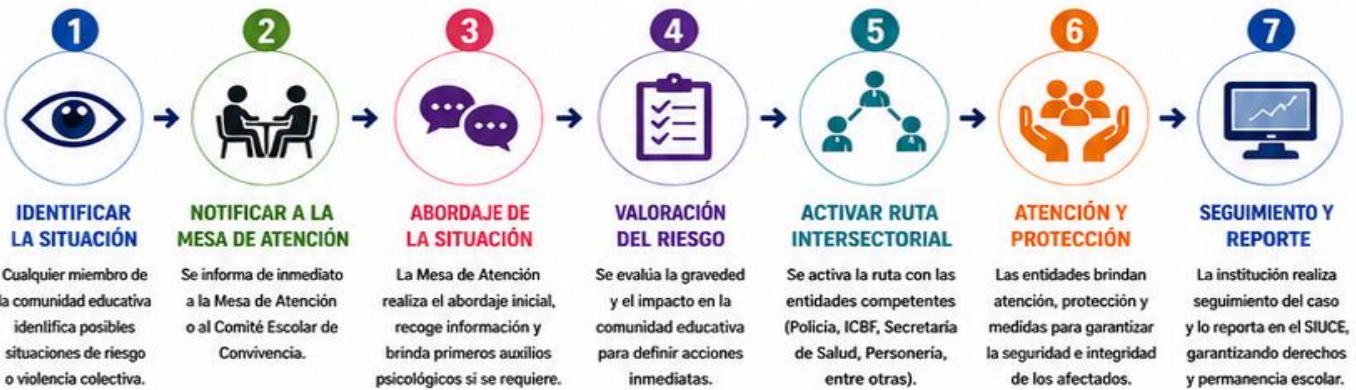 1
IDENTIFICAR
LA SITUACIÓN
Cualquier miembro de
la comunidad educativa
identifica posibles
situaciones de riesgo
o violencia colectiva.
2
NOTIFICAR A LA
MESA DE ATENCIÓN
Se informa de inmediato
a la Mesa de Atención
o al Comité Escolar de
Convivencia.
3
ABORDAJE DE
LA SITUACIÓN
La Mesa de Atención
realiza el abordaje inicial,
recoge información y
brinda primeros auxilios
psicológicos si se requiere.
4
VALORACIÓN
DEL RIESGO
Se evalúa la graveded
y el impacto en la
comunidad educativa
para definir acciones
inmediatas.
5
ACTIVAR RUTA
INTERSECTORIAL
Se activa la ruta con las
entidades competentes
(Policía, ICBF, Secretaria
de Salud, Personería,
entre otras).
6
ATENCIÓN Y
PROTECCIÓN
Las entidades brindan
atención, protección y
medidas para garantizar
la seguridad e integridad
de los afectados.
7
SEGUIMIENTO Y
REPORTE
La institución realiza
seguimiento del caso
y lo reporta en el SIUCE,
garantizando derechos
y permanencia escolar.